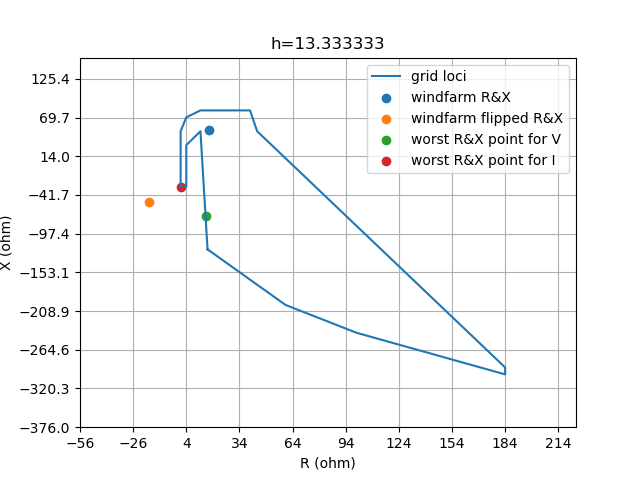 h=13.333333
grid loci
windfarm R&X
windfarm flipped R&X
worst R&X point for V
worst R&X point for I
125.4
69.7
14.0
−41.7
−97.4
−153.1
−208.9
−264.6
−320.3
−376.0
X (ohm)
−56 −26 4 34 64 94 124 154 184 214
R (ohm)